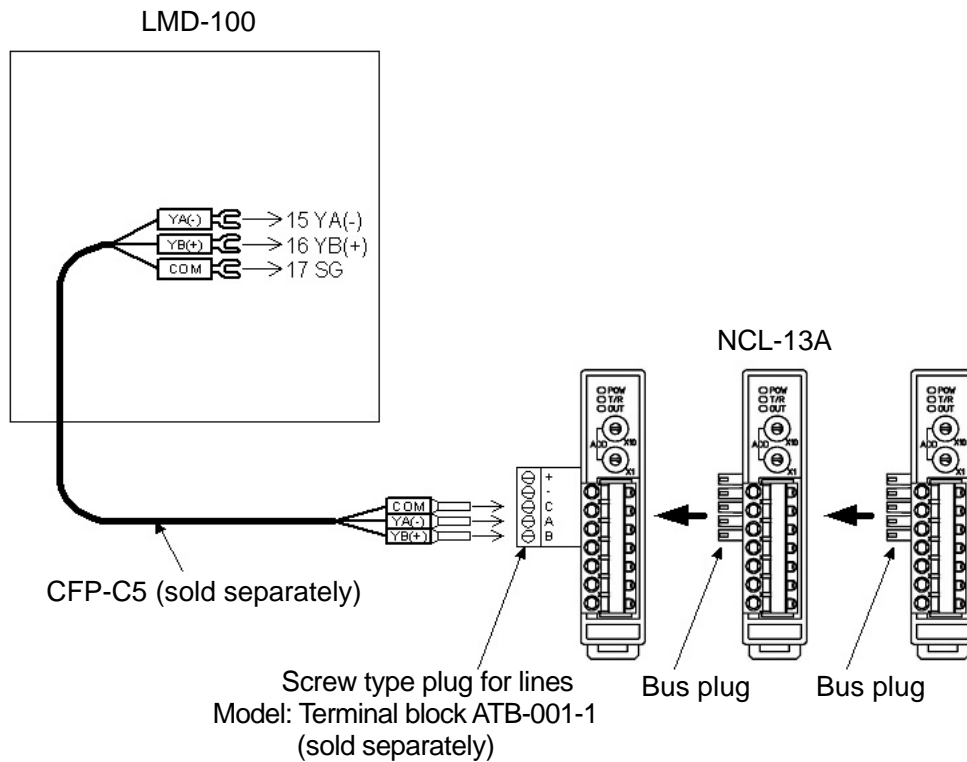 LMD-100
YA(-) 15 YA(-)
YB(+) 16 YB(+)
COM 17 SG
NCL-13A
POW
T/R
OUT
ADD
X10
X1
POW
T/R
OUT
ADD
X10
X1
POW
T/R
OUT
ADD
X10
X1
+
-
COM C
YA(-) A
YB(+) B
CFP-C5 (sold separately)
Screw type plug for lines
Model: Terminal block ATB-001-1
(sold separately)
Bus plug
Bus plug